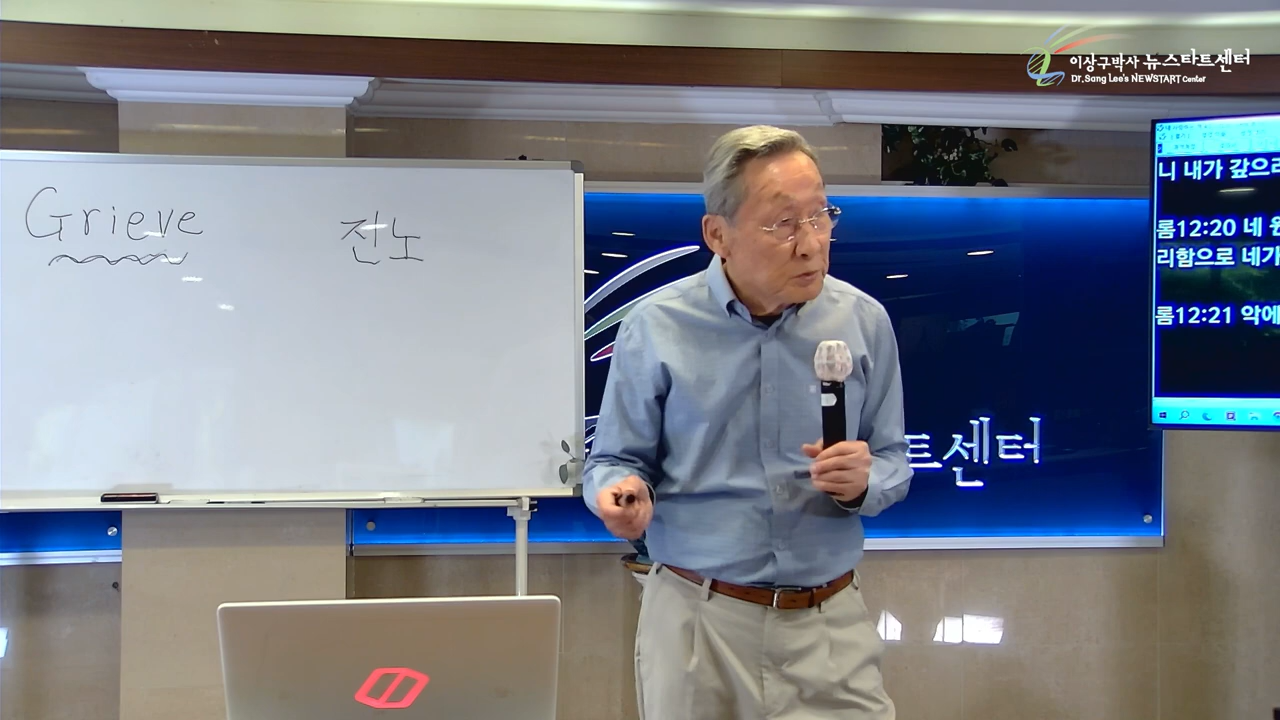 이상구박사 뉴스타트센터
Dr. Sang Lee's NEWSTART Center
Grieve
진노
니 내가 갚으리
롬12:20 네 원
리함으로 네가
롬12:21 악에
트센터